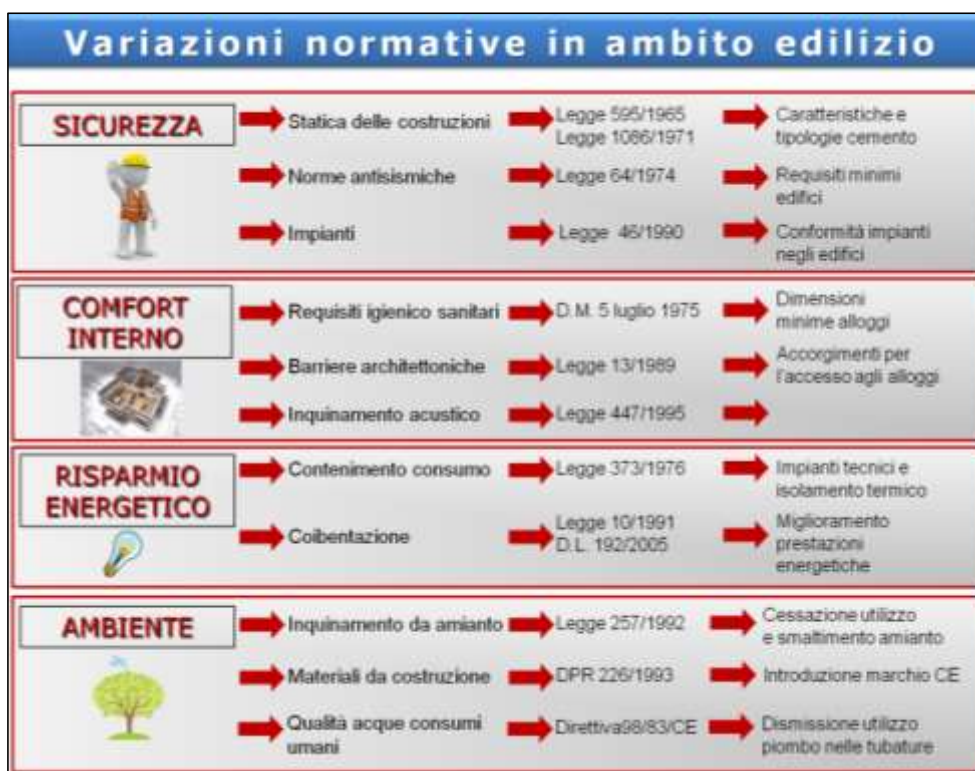 Variazioni normative in ambito edilizio
SICUREZZA
Statica delle costruzioni
Legge 595/1965
Legge 1086/1971
Caratteristiche e
tipologie cemento
Norme antisismiche
Legge 64/1974
Requisiti minimi
edifici
Impianti
Legge 46/1990
Conformità impianti
negli edifici
COMFORT
INTERNO
Requisiti igienico sanitari
D.M. 5 luglio 1975
Dimensioni
minime alloggi
Barriere architettoniche
Legge 13/1989
Accorgimenti per
l'accesso agli alloggi
Inquinamento acustico
Legge 447/1995
RISPARMIO
ENERGETICO
Contenimento consumo
Legge 373/1976
Impianti tecnici e
isolamento termico
Coibentazione
Legge 10/1991
D.L. 192/2005
Miglioramento
prestazioni
energetiche
AMBIENTE
Inquinamento da amianto
Legge 257/1992
Cessazione utilizzo
e smaltimento amianto
Materiali da costruzione
DPR 226/1993
Introduzione marchio CE
Qualità acque consumi
umani
Direttiva98/83/CE
Dismissione utilizzo
piombo nelle tubature